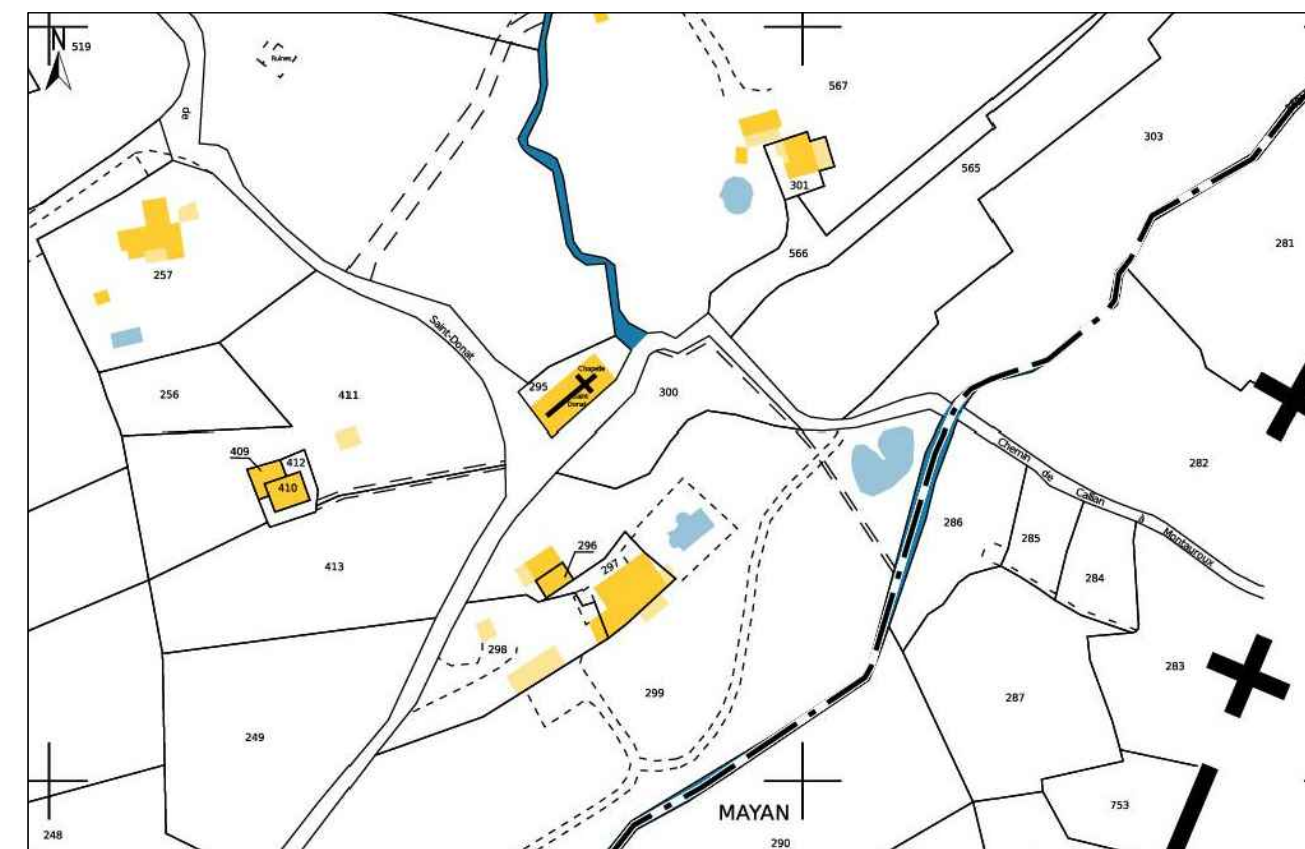 N
519
Ruines
de
567
303
565
301
281
566
257
Saint-Donat
256
411
295
Chapelle
Saint
Donat
300
409
412
410
282
Chemin
de
Callian
à
Montauroux
286
285
284
413
296
297
298
299
283
287
249
753
MAYAN
248
290